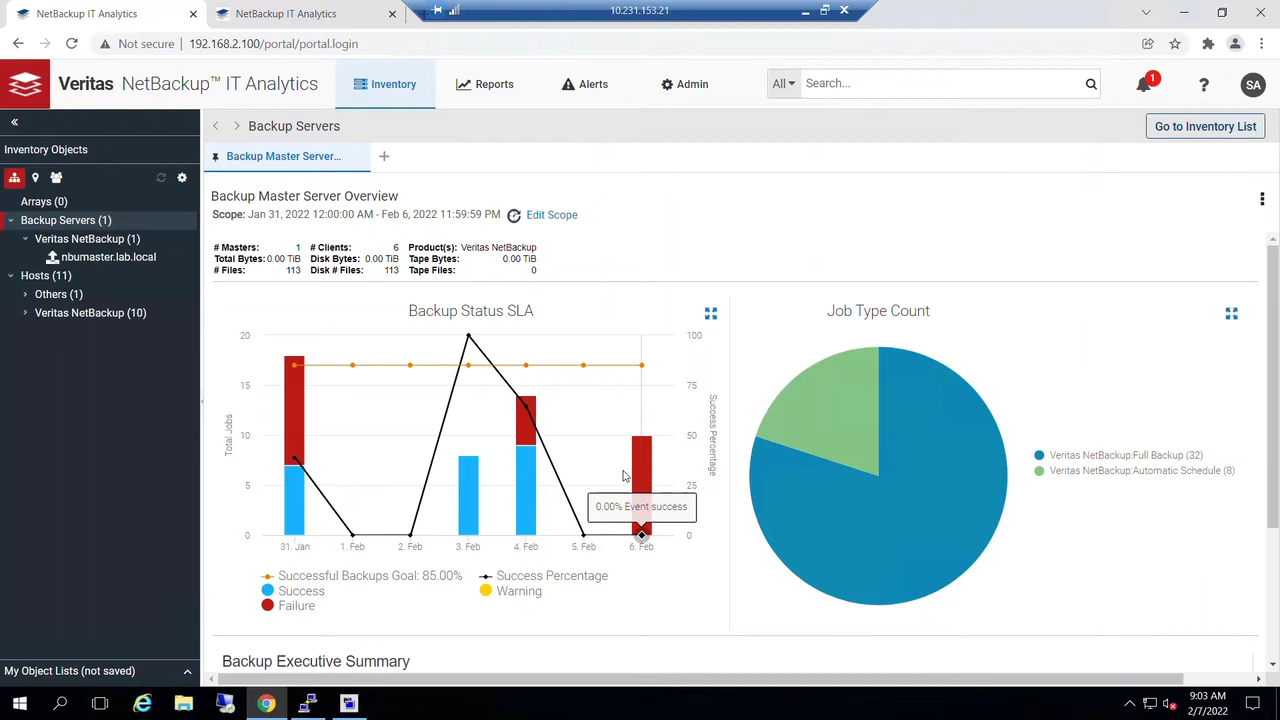 NetBackup IT Analytics
NetBackup IT Analytics
10.231.153.21
Not secure 192.168.2.100/portal/portal.login
Veritas NetBackup™ IT Analytics
Inventory
Reports
Alerts
Admin
All
Search...
1
?
SA
Inventory Objects
Arrays (0)
Backup Servers (1)
Veritas NetBackup (1)
nbumaster.lab.local
Hosts (11)
Others (1)
Veritas NetBackup (10)
My Object Lists (not saved)
Backup Servers
Go to Inventory List
Backup Master Server...
Backup Master Server Overview
Scope: Jan 31, 2022 12:00:00 AM - Feb 6, 2022 11:59:59 PM Edit Scope
# Masters: 1 # Clients: 6 Product(s): Veritas NetBackup
Total Bytes: 0.00 TiB Disk Bytes: 0.00 TiB Tape Bytes: 0.00 TiB
# Files: 113 Disk # Files: 113 Tape Files: 0
Backup Status SLA
20
15
10
5
0
Total Jobs
100
75
50
25
0
Success Percentage
0.00% Event success
31. Jan 1. Feb 2. Feb 3. Feb 4. Feb 5. Feb 6. Feb
Successful Backups Goal: 85.00% Success Percentage
Success Warning
Failure
Job Type Count
Veritas NetBackup:Full Backup (32)
Veritas NetBackup:Automatic Schedule (8)
Backup Executive Summary
9:03 AM
2/7/2022